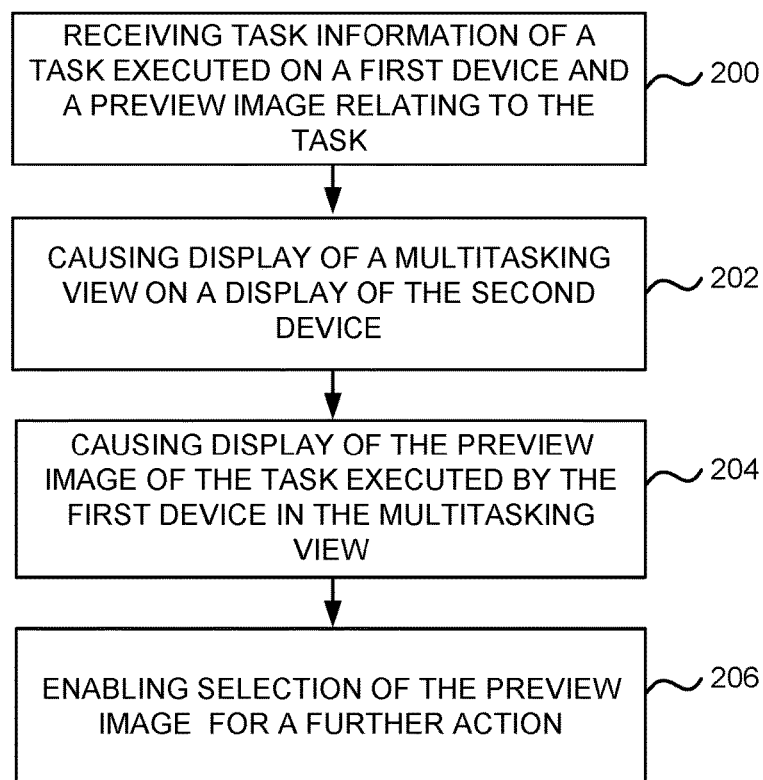 RECEIVING TASK INFORMATION OF A
TASK EXECUTED ON A FIRST DEVICE AND
A PREVIEW IMAGE RELATING TO THE
TASK
200
CAUSING DISPLAY OF A MULTITASKING
VIEW ON A DISPLAY OF THE SECOND
DEVICE
202
CAUSING DISPLAY OF THE PREVIEW
IMAGE OF THE TASK EXECUTED BY THE
FIRST DEVICE IN THE MULTITASKING
VIEW
204
ENABLING SELECTION OF THE PREVIEW
IMAGE FOR A FURTHER ACTION
206